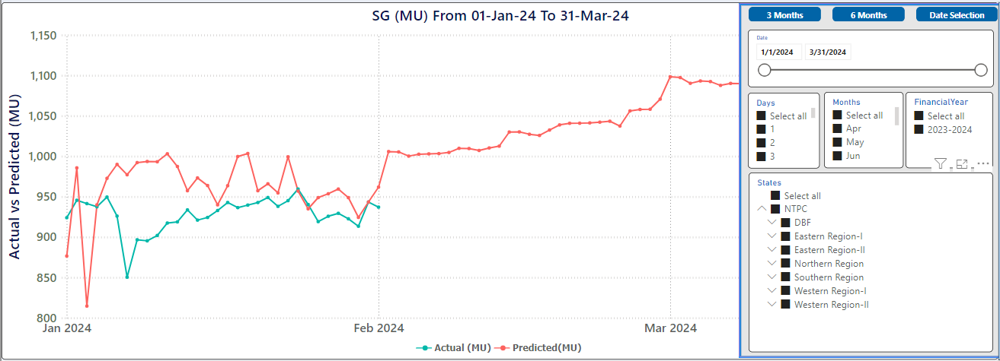 SG (MU) From 01-Jan-24 To 31-Mar-24
Actual vs Predicted (MU)
1,150
1,100
1,050
1,000
950
900
850
800
Jan 2024
Feb 2024
Mar 2024
Actual (MU)
Predicted(MU)
3 Months
6 Months
Date Selection
Date
1/1/2024
3/31/2024
Days
Select all
1
2
3
Months
Select all
Apr
May
Jun
FinancialYear
Select all
2023-2024
States
Select all
NTPC
DBF
Eastern Region-I
Eastern Region-II
Northern Region
Southern Region
Western Region-I
Western Region-II